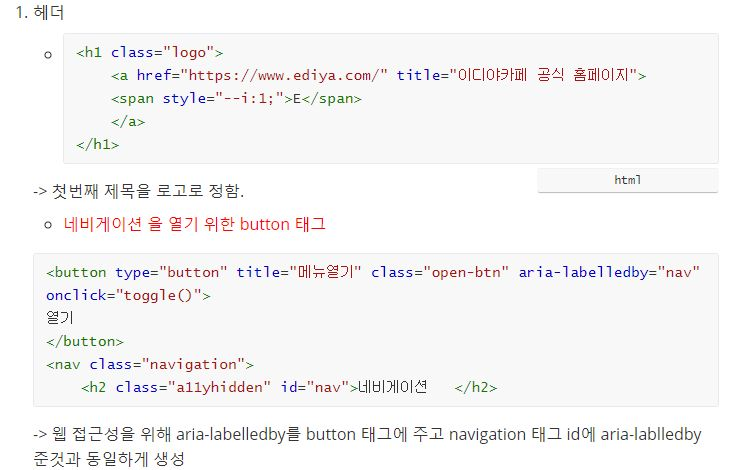 1. 헤더
<h1 class="logo">
<a href="https://www.ediya.com/" title="이디야카페 공식 홈페이지">
<span style="--i:1;">E</span>
</a>
</h1>
html
-> 첫번째 제목을 로고로 정함.
네비게이션 을 열기 위한 button 태그
<button type="button" title="메뉴열기" class="open-btn" aria-labelledby="nav"
onclick="toggle()">
열기
</button>
<nav class="navigation">
<h2 class="a11yhidden" id="nav">네비게이션 </h2>
-> 웹 접근성을 위해 aria-labelledby를 button 태그에 주고 navigation 태그 id에 aria-lablledby
준것과 동일하게 생성